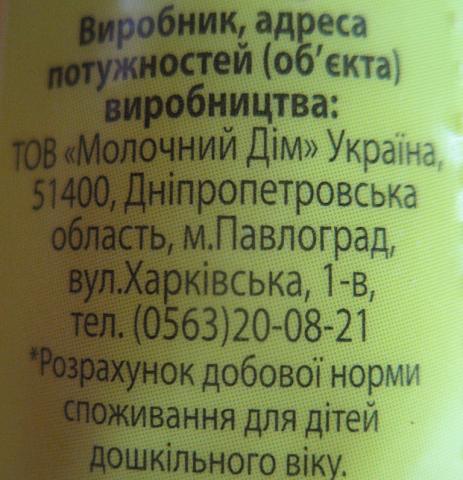 Виробник, адреса
потужностей (об’єкта)
виробництва:
ТОВ «Молочний Дім» Україна,
51400, Дніпропетровська
область, м.Павлоград,
вул.Харківська, 1-в,
тел. (0563)20-08-21
*Розрахунок добової норми
споживання для дітей
дошкільного віку.